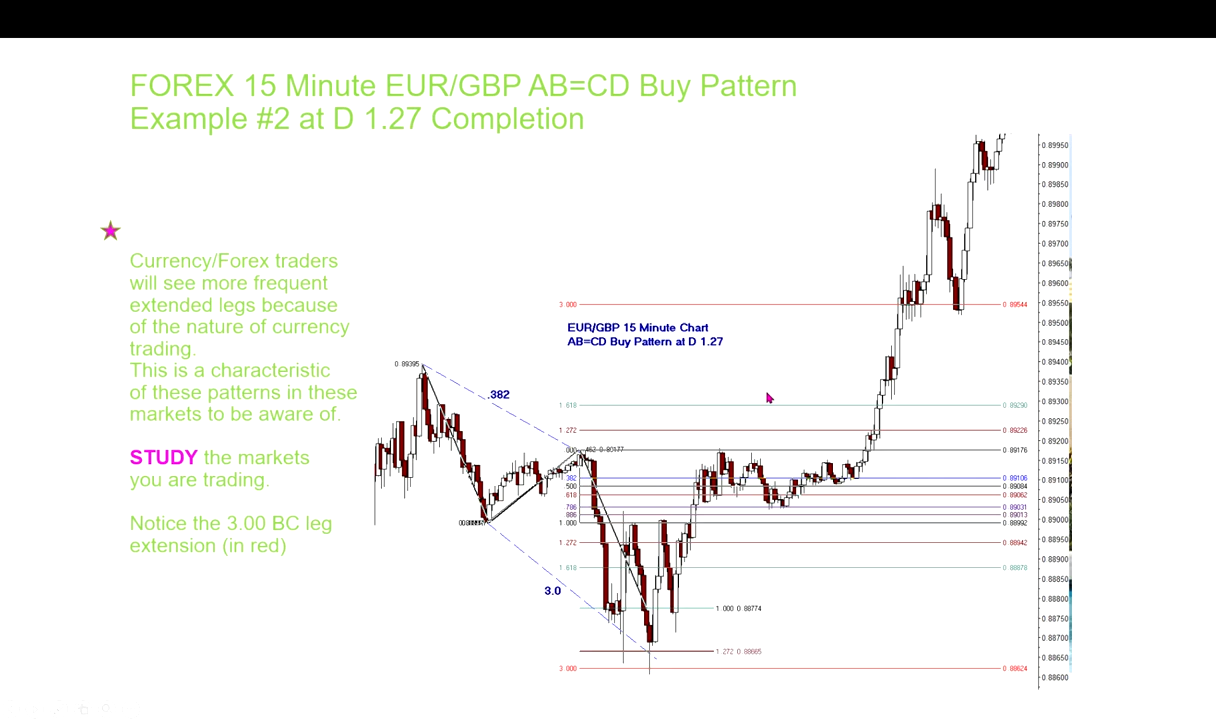 FOREX 15 Minute EUR/GBP AB=CD Buy Pattern
Example #2 at D 1.27 Completion
Currency/Forex traders
will see more frequent
extended legs because
of the nature of currency
trading.
This is a characteristic
of these patterns in these
markets to be aware of.
STUDY the markets
you are trading.
Notice the 3.00 BC leg
extension (in red)
EUR/GBP 15 Minute Chart
AB=CD Buy Pattern at D 1.27
0 89395
.382
3.0
3 000 0 89544
1 618 0 89290
1 272 0 89226
0 89176
382 0 89106
500 0 89084
618 0 89062
786 0 89031
886 0 89013
1 000 0 88992
1 272 0 88942
1 618 0 88878
1 000 0 88774
1 272 0 88665
3 000 0 88624
0 89950
0 89900
0 89850
0 89800
0 89750
0 89700
0 89650
0 89600
0 89550
0 89500
0 89450
0 89400
0 89350
0 89300
0 89250
0 89200
0 89150
0 89100
0 89050
0 89000
0 88950
0 88900
0 88850
0 88800
0 88750
0 88700
0 88650
0 88600